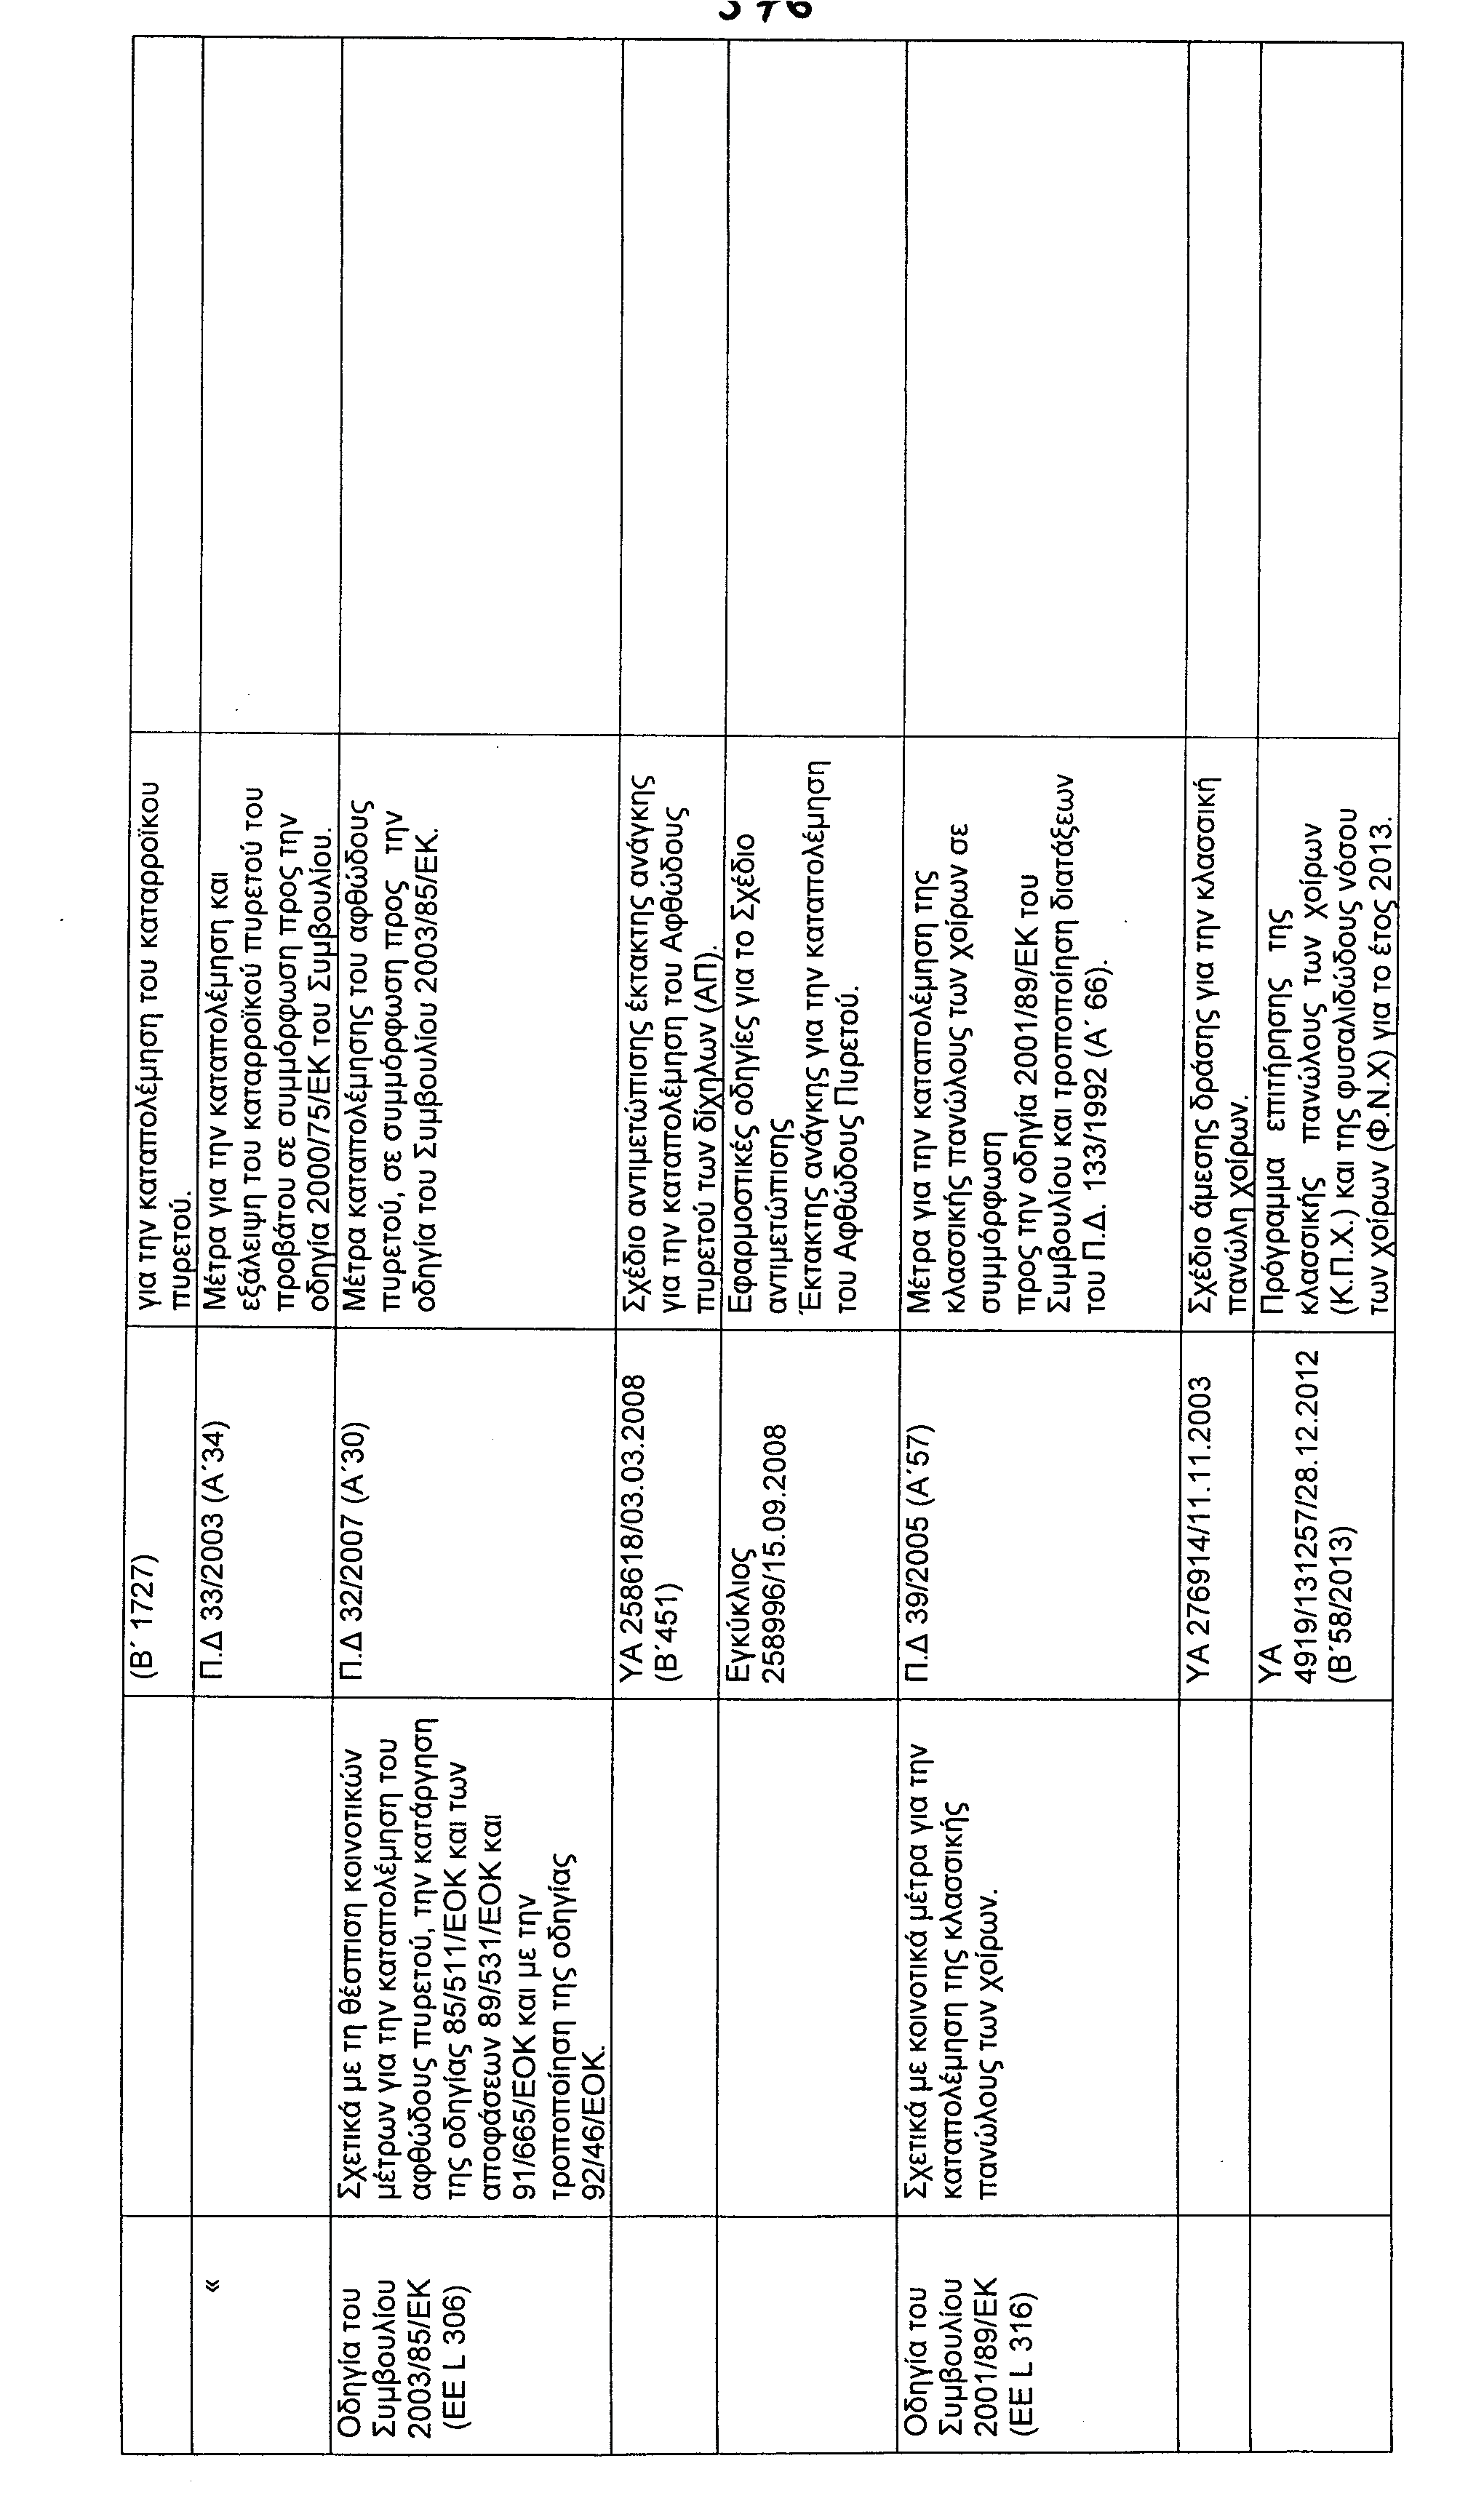 (Β΄ 1727)
για την καταπολέμηση του καταρροϊκου
πυρετού.
«
Π.Δ 33/2003 (Α΄34)
Μέτρα για την καταπολέμηση και
εξάλειψη του καταρροϊκού πυρετού του
προβάτου σε συμμόρφωση προς την
οδηγία 2000/75/ΕΚ του Συμβουλίου.
Οδηγία του
Συμβουλίου
2003/85/ΕΚ
(ΕΕ L 306)
Σχετικά με τη θέσπιση κοινοτικών
μέτρων για την καταπολέμηση του
αφθώδους πυρετού, την κατάργηση
της οδηγίας 85/511/ΕΟΚ και των
αποφάσεων 89/531/ΕΟΚ και
91/665/ΕΟΚ και με την
τροποποίηση της οδηγίας
92/46/ΕΟΚ.
Π.Δ 32/2007 (Α΄30)
Μέτρα καταπολέμησης του αφθώδους
πυρετού, σε συμμόρφωση προς την
οδηγία του Συμβουλίου 2003/85/ΕΚ.
ΥΑ 258618/03.03.2008
(Β΄451)
Σχέδιο αντιμετώπισης έκτακτης ανάγκης
για την καταπολέμηση του Αφθώδους
πυρετού των δίχηλων (ΑΠ).
Εγκύκλιος
258996/15.09.2008
Εφαρμοστικές οδηγίες για το Σχέδιο
αντιμετώπισης
Έκτακτης ανάγκης για την καταπολέμηση
του Αφθώδους Πυρετού.
Οδηγία του
Συμβουλίου
2001/89/ΕΚ
(ΕΕ L 316)
Σχετικά με κοινοτικά μέτρα για την
καταπολέμηση της κλασσικής
πανώλους των χοίρων.
Π.Δ 39/2005 (Α΄57)
Μέτρα για την καταπολέμηση της
κλασσικής πανώλους των χοίρων σε
συμμόρφωση
προς την οδηγία 2001/89/ΕΚ του
Συμβουλίου και τροποποίηση διατάξεων
του Π.Δ. 133/1992 (Α΄ 66).
ΥΑ 276914/11.11.2003
Σχέδιο άμεσης δράσης για την κλασσική
πανώλη χοίρων.
ΥΑ
4919/131257/28.12.2012
(Β΄58/2013)
Πρόγραμμα επιτήρησης της
κλασσικής πανώλους των χοίρων
(Κ.Π.Χ.) και της φυσαλιδώδους νόσου
των χοίρων (Φ.Ν.Χ) για το έτος 2013.